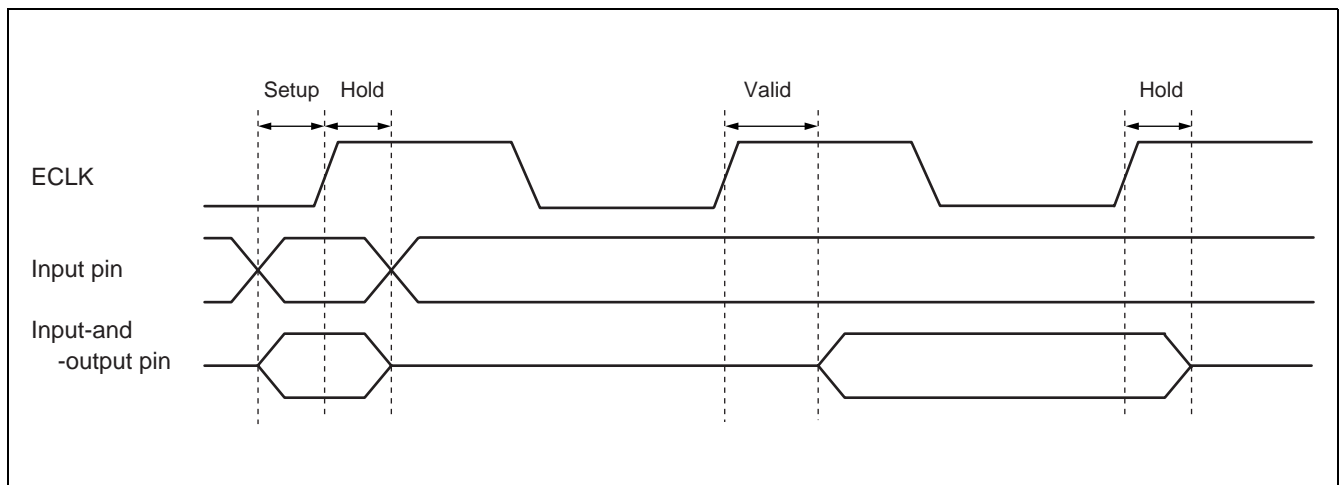 Setup Hold Valid Hold
ECLK
Input pin
Input-and
-output pin